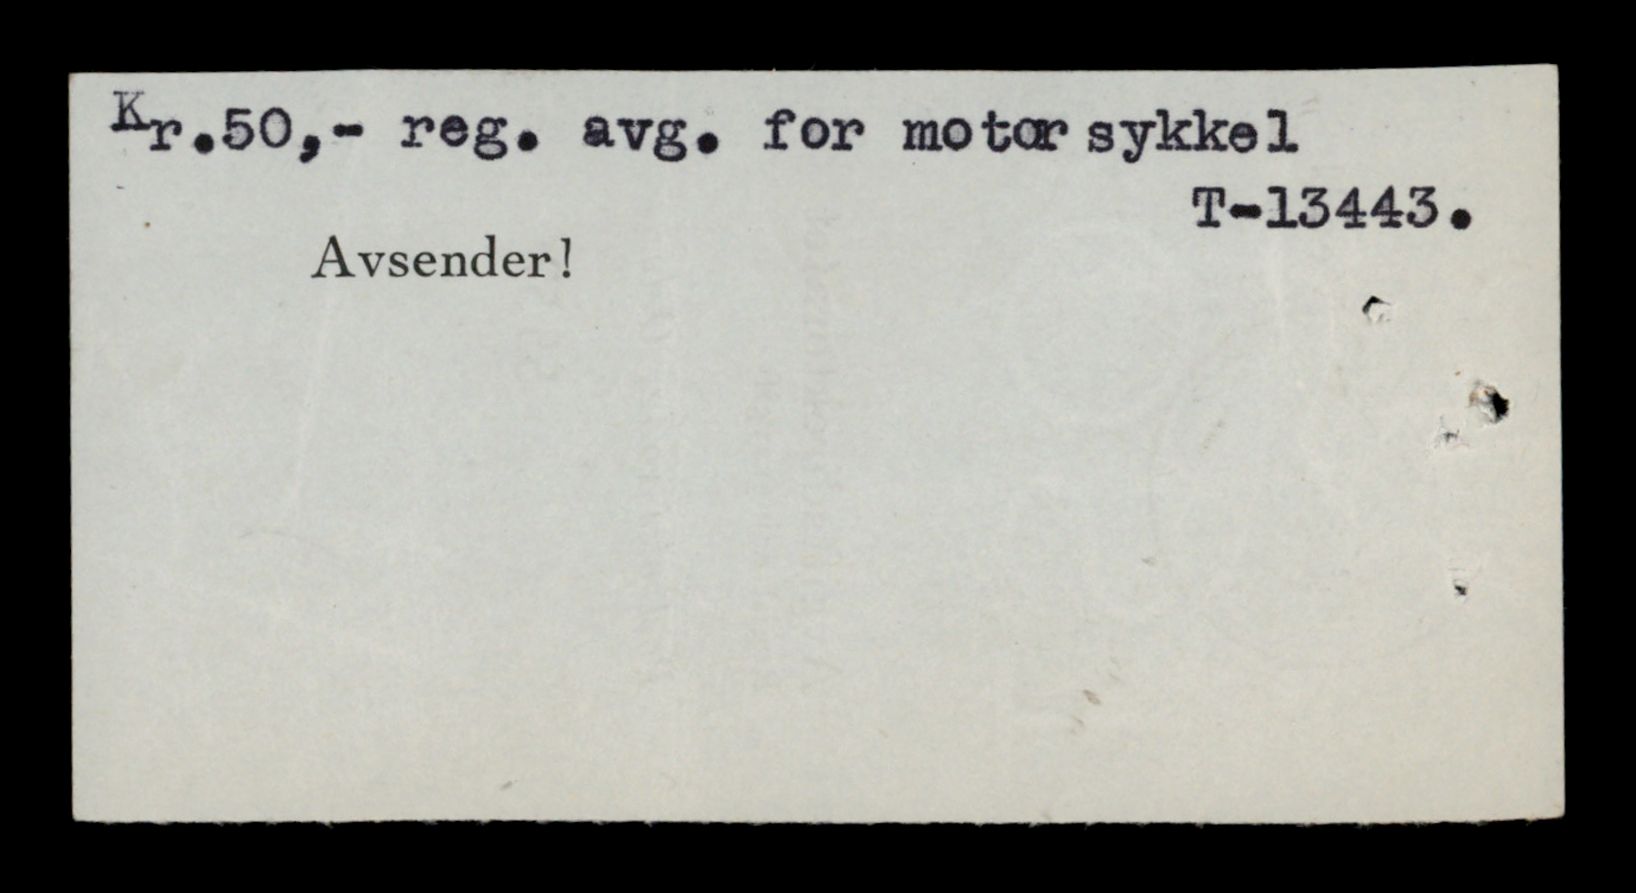 Kr.50,- reg. avg. for motorsykkel
T-13443.
Avsender!